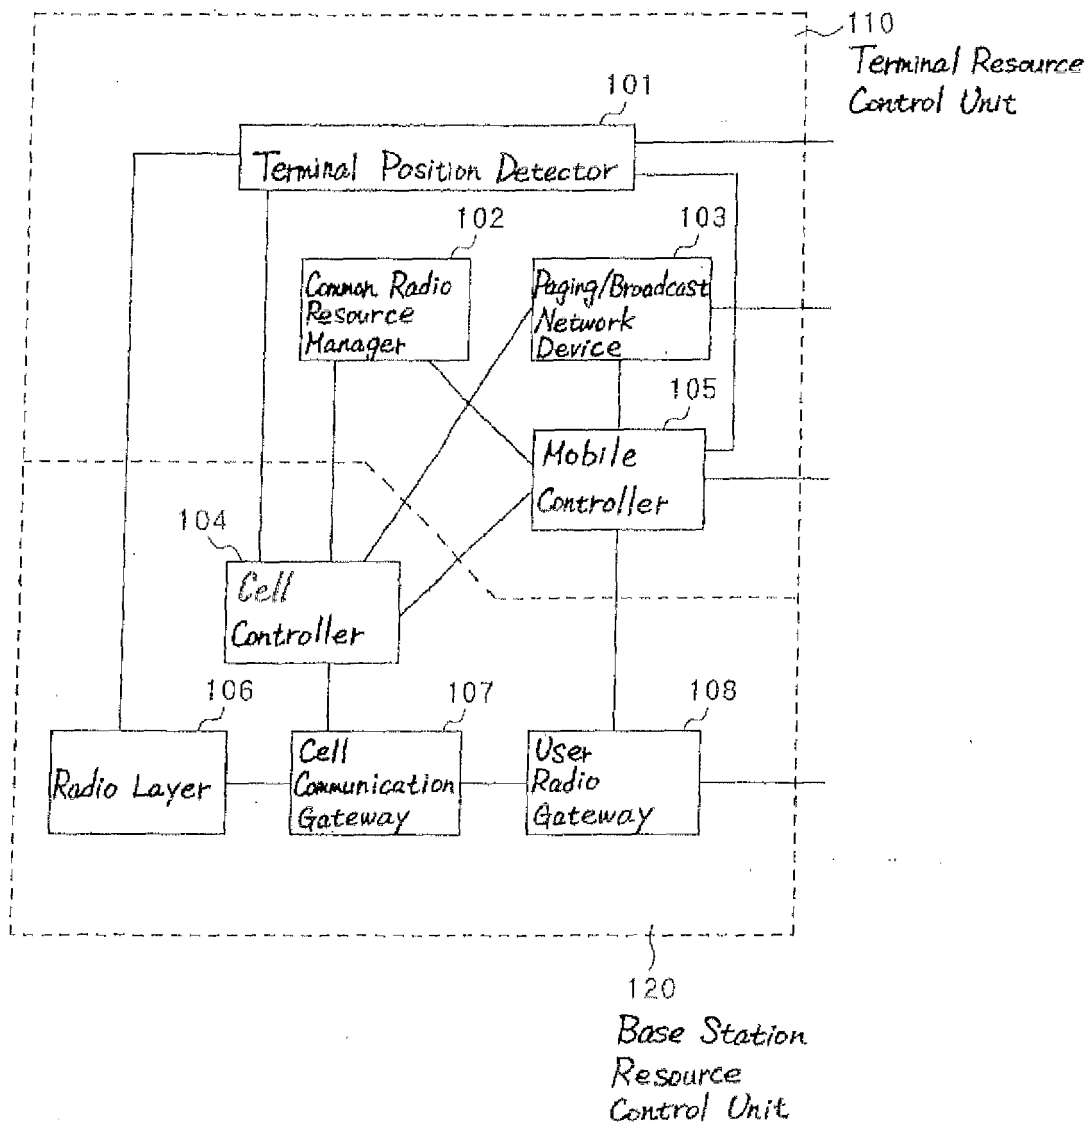 110
Terminal Resource
Control Unit
101
Terminal Position Detector
102
103
Common Radio
Resource
Manager
Paging/Broadcast
Network
Device
105
Mobile
Controller
104
Cell
Controller
106
107
108
Radio Layer
Cell
Communication
Gateway
User
Radio
Gateway
120
Base Station
Resource
Control Unit